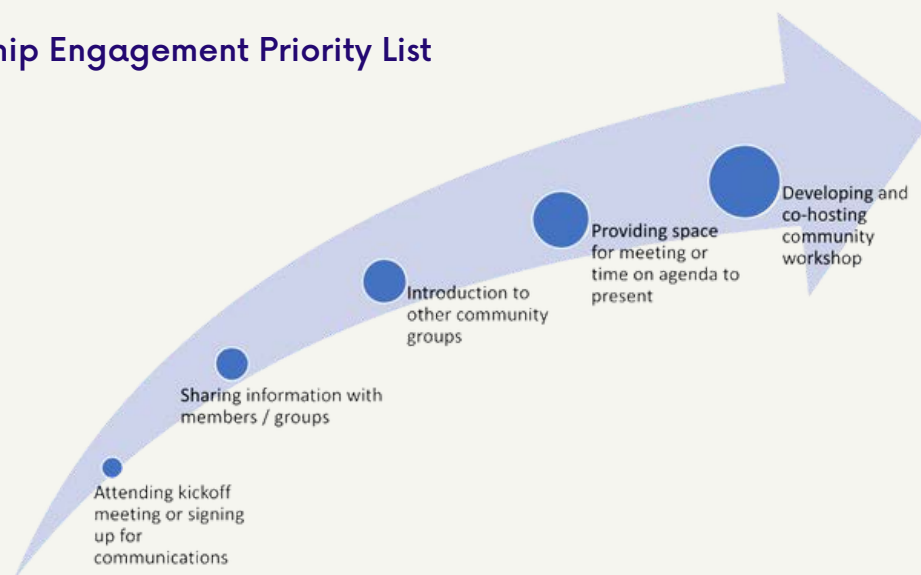 hip Engagement Priority List
Attending kickoff
meeting or signing
up for
communications
Sharing information with
members / groups
Introduction to
other community
groups
Providing space
for meeting or
time on agenda to
present
Developing and
co-hosting
community
workshop